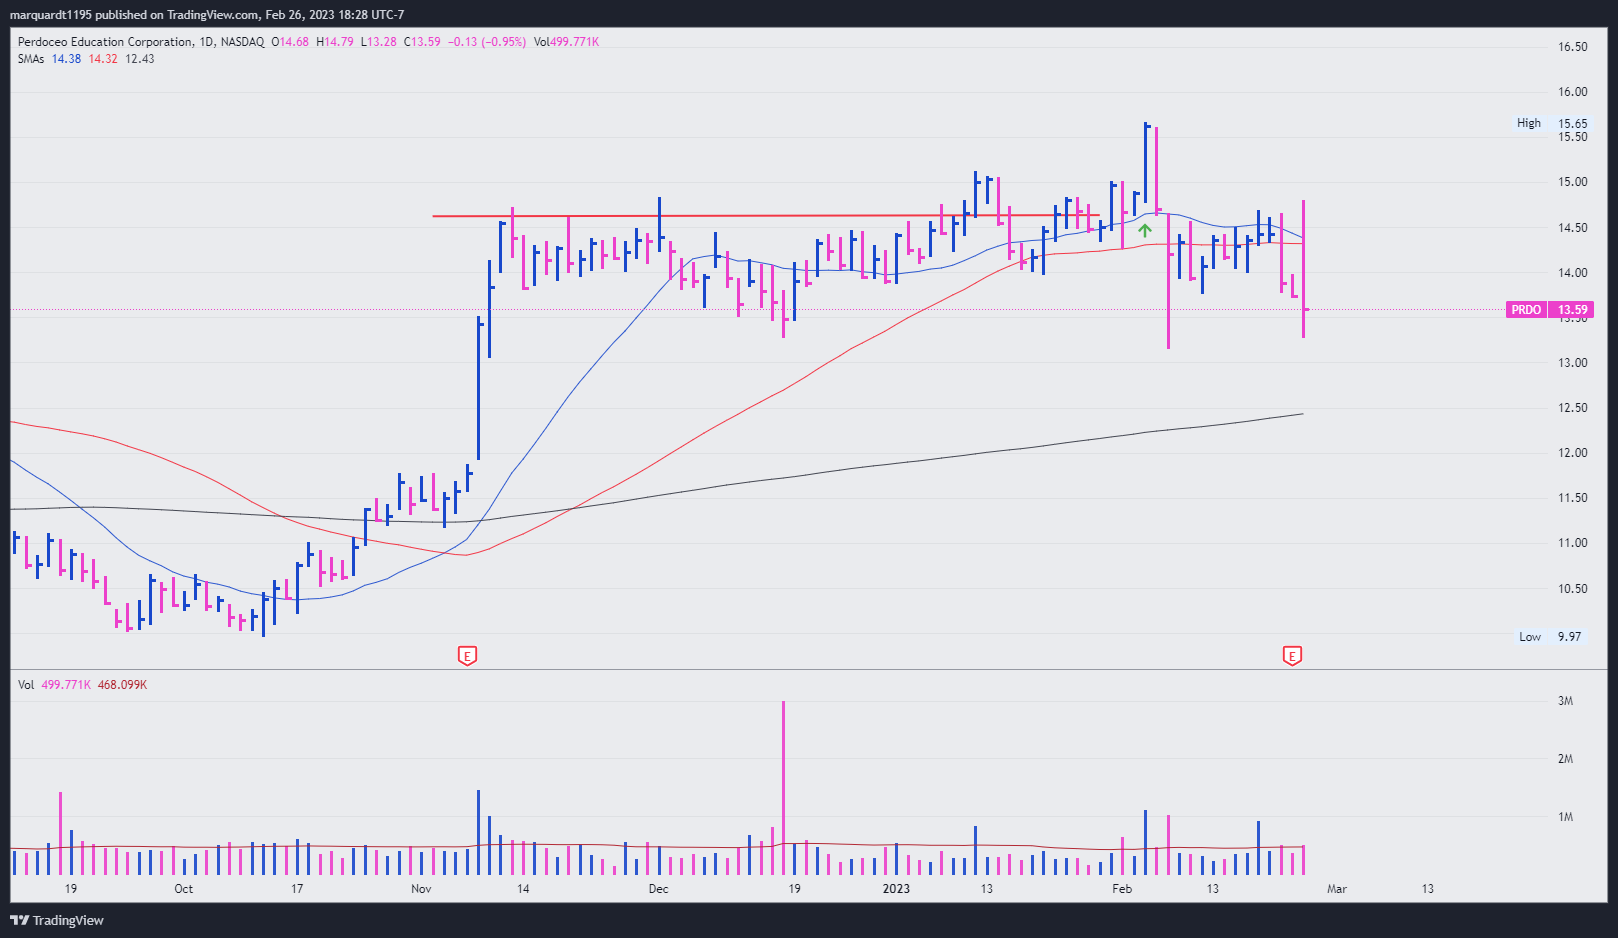 marquardt1195 published on TradingView.com, Feb 26, 2023 18:28 UTC-7
Perdoceo Education Corporation, 1D, NASDAQ O14.68 H14.79 L13.28 C13.59 −0.13 (−0.95%) Vol499.771K
SMAs 14.38 14.32 12.43
16.50
16.00
High 15.65
15.50
15.00
14.50
14.00
PRDO 13.59
13.50
13.00
12.50
12.00
11.50
11.00
10.50
Low 9.97
E E
Vol 499.771K 468.099K
3M
2M
1M
19 Oct 17 Nov 14 Dec 19 2023 13 Feb 13 Mar 13
TradingView